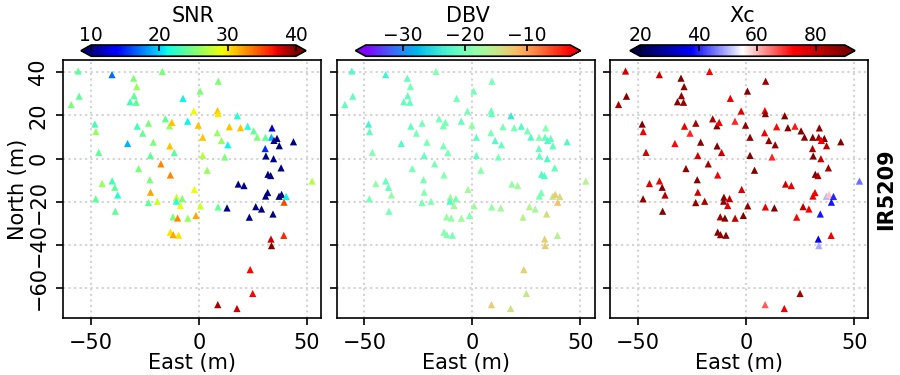 SNR DBV Xc
10 20 30 40 −30 −20 −10 20 40 60 80
40
20
0
−20
−40
−60
North (m)
IR5209
−50 0 50 −50 0 50 −50 0 50
East (m) East (m) East (m)